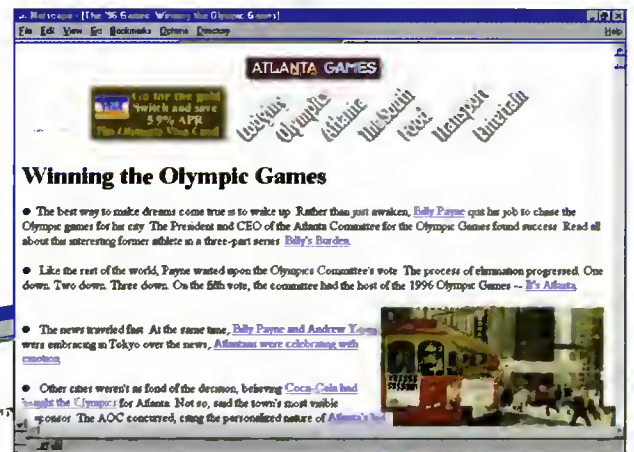 Netscape - [The '96 Games: Winning the Olympic Games]
File Edit View Go Bookmarks Options Directory Help
ATLANTA GAMES
Go for the gold
Switch and save
5.9% APR
The Olympic Visa Card
Lodging
Olympics
Atlanta
The South
Food
Transport
Winning the Olympic Games
● The best way to make dreams come true is to wake up. Rather than just awaken, Billy Payne quit his job to chase the
Olympic games for his city. The President and CEO of the Atlanta Committee for the Olympic Games found success. Read all
about this interesting former athlete in a three-part series: Billy's Burden.
● Like the rest of the world, Payne waited upon the Olympics Committee's vote. The process of elimination progressed. One
down. Two down. Three down. On the fifth vote, the committee had the host of the 1996 Olympic Games -- It's Atlanta.
● The news traveled fast. At the same time, Billy Payne and Andrew
were embracing in Tokyo over the news, Atlantans were celebrating with
emotion.
● Other cities weren't as fond of the decision, believing Coca-Cola had
bought the Olympics for Atlanta. Not so, said the town's most visible
sponsor. The AOC concurred, citing the personalized nature of Atlanta's bid